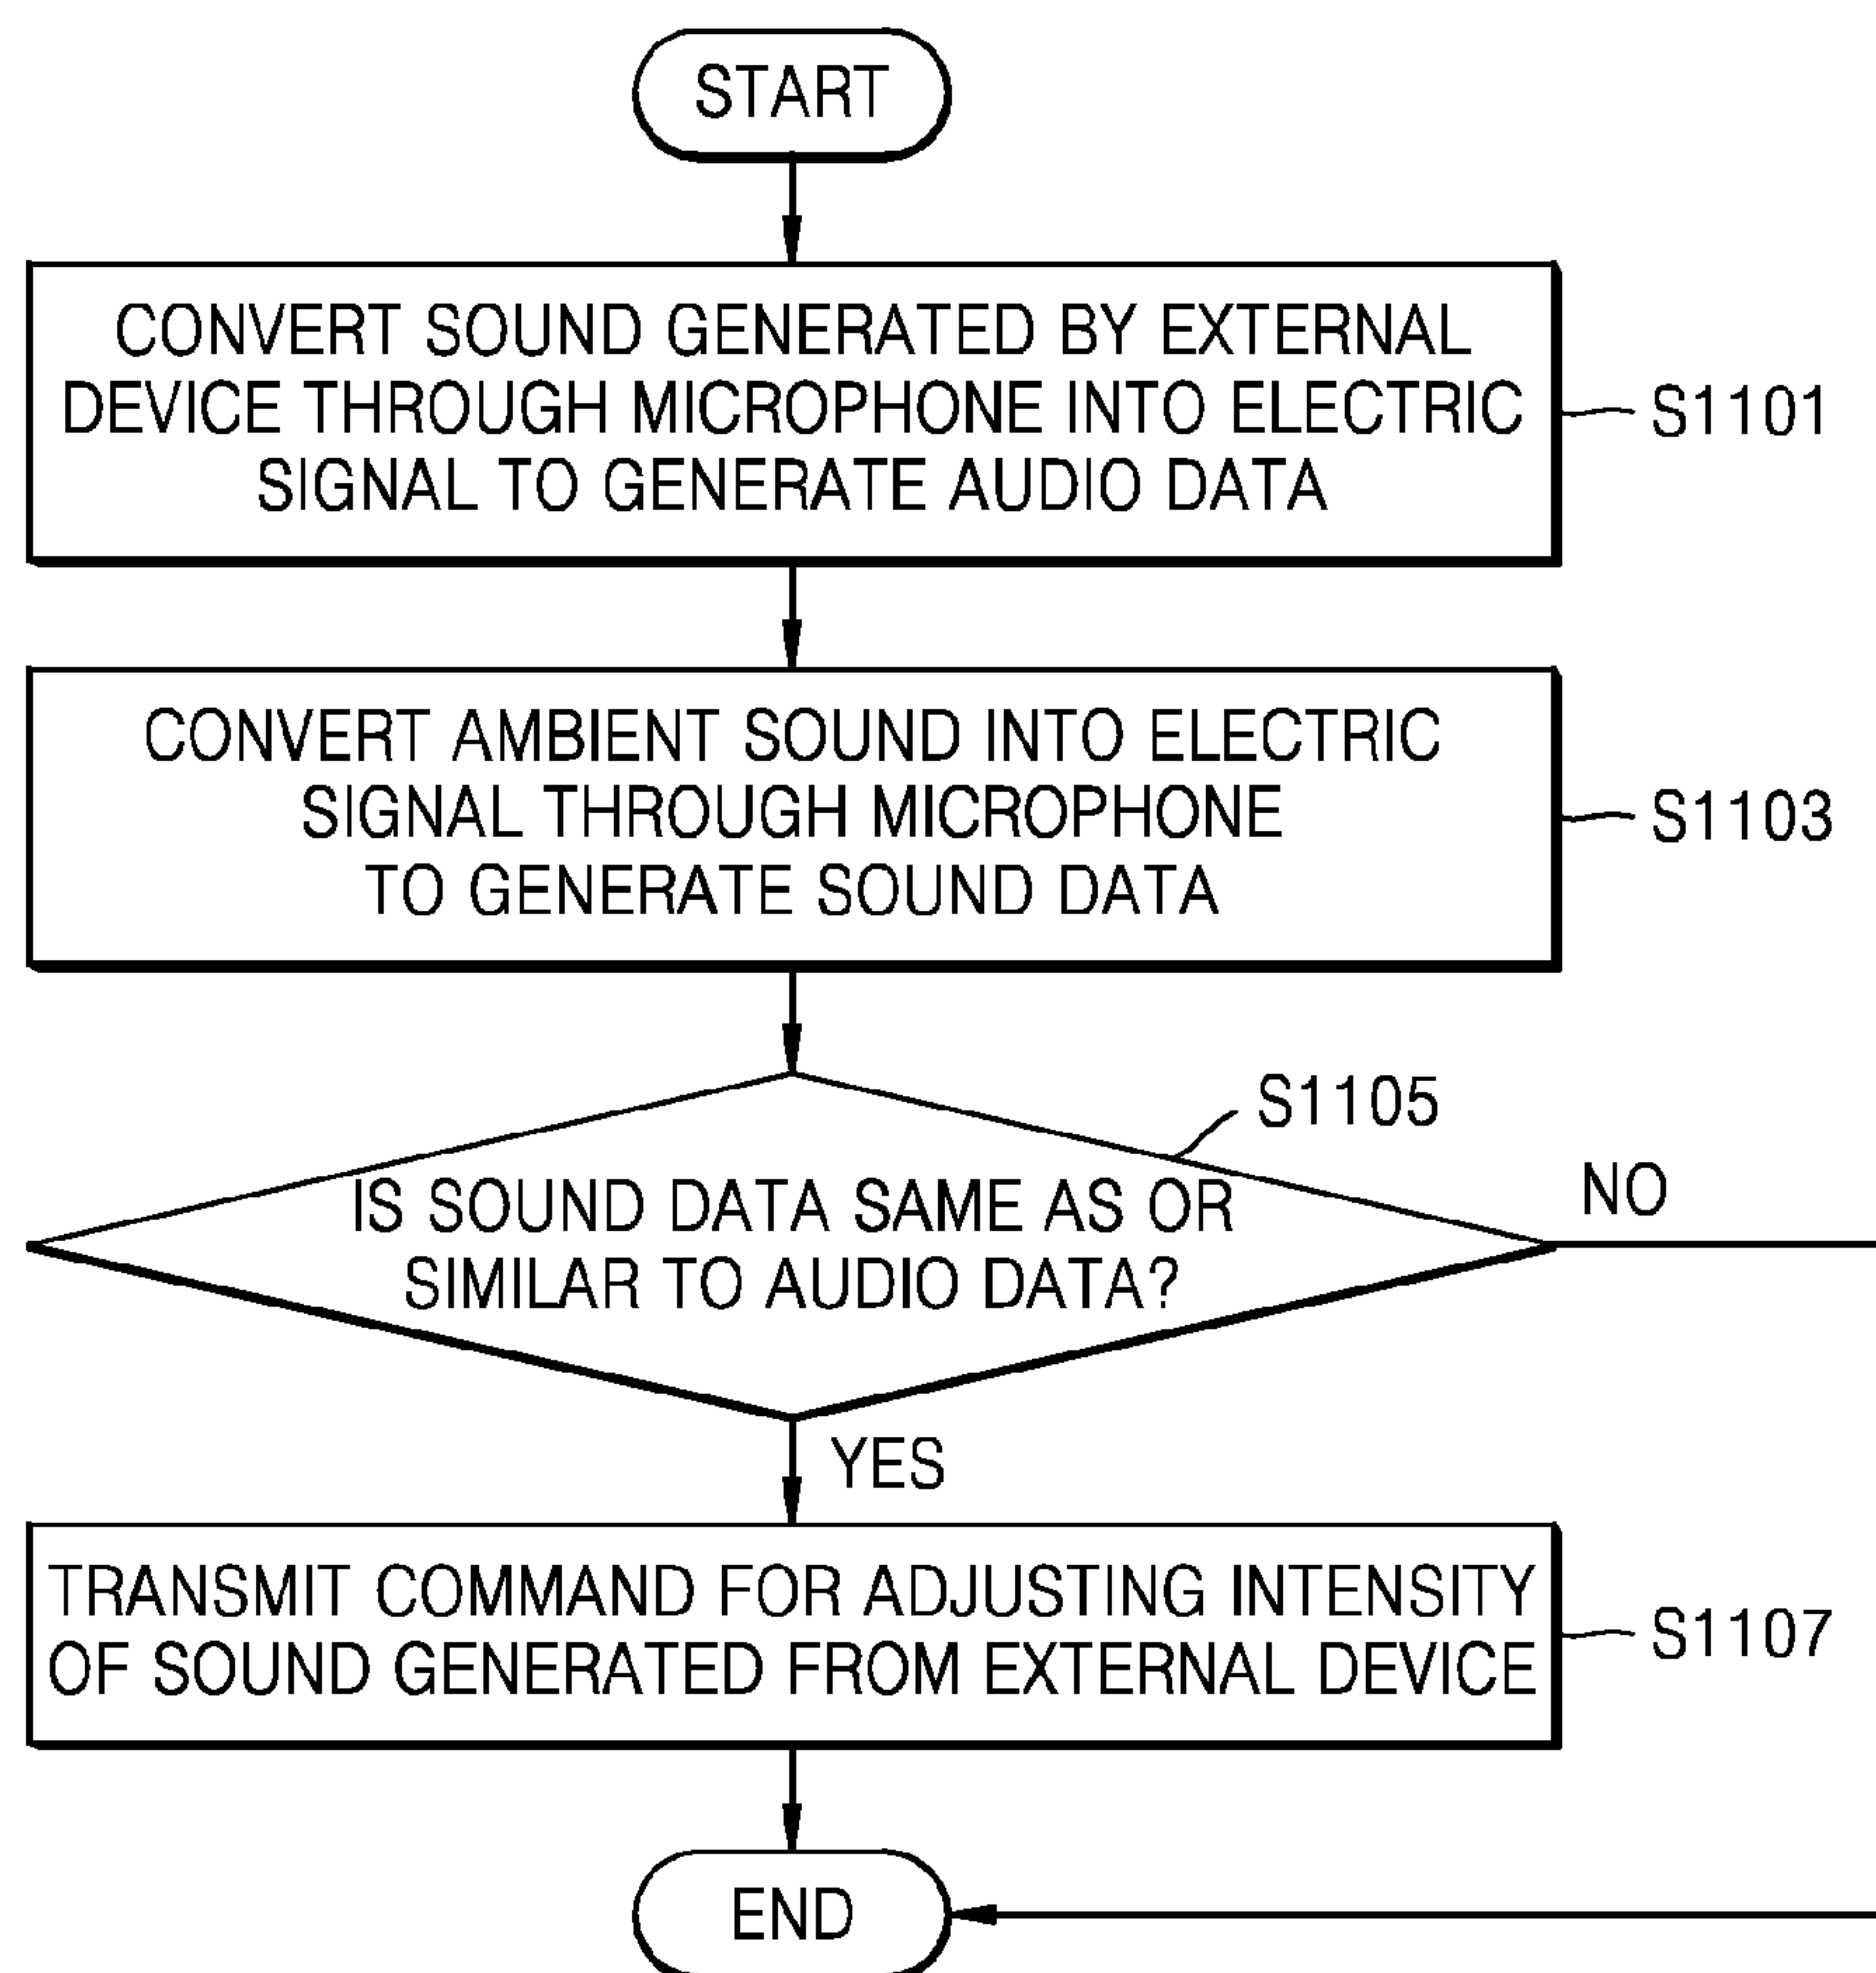 START
CONVERT SOUND GENERATED BY EXTERNAL
DEVICE THROUGH MICROPHONE INTO ELECTRIC
SIGNAL TO GENERATE AUDIO DATA
S1101
CONVERT AMBIENT SOUND INTO ELECTRIC
SIGNAL THROUGH MICROPHONE
TO GENERATE SOUND DATA
S1103
S1105
IS SOUND DATA SAME AS OR
SIMILAR TO AUDIO DATA?
NO
YES
TRANSMIT COMMAND FOR ADJUSTING INTENSITY
OF SOUND GENERATED FROM EXTERNAL DEVICE
S1107
END